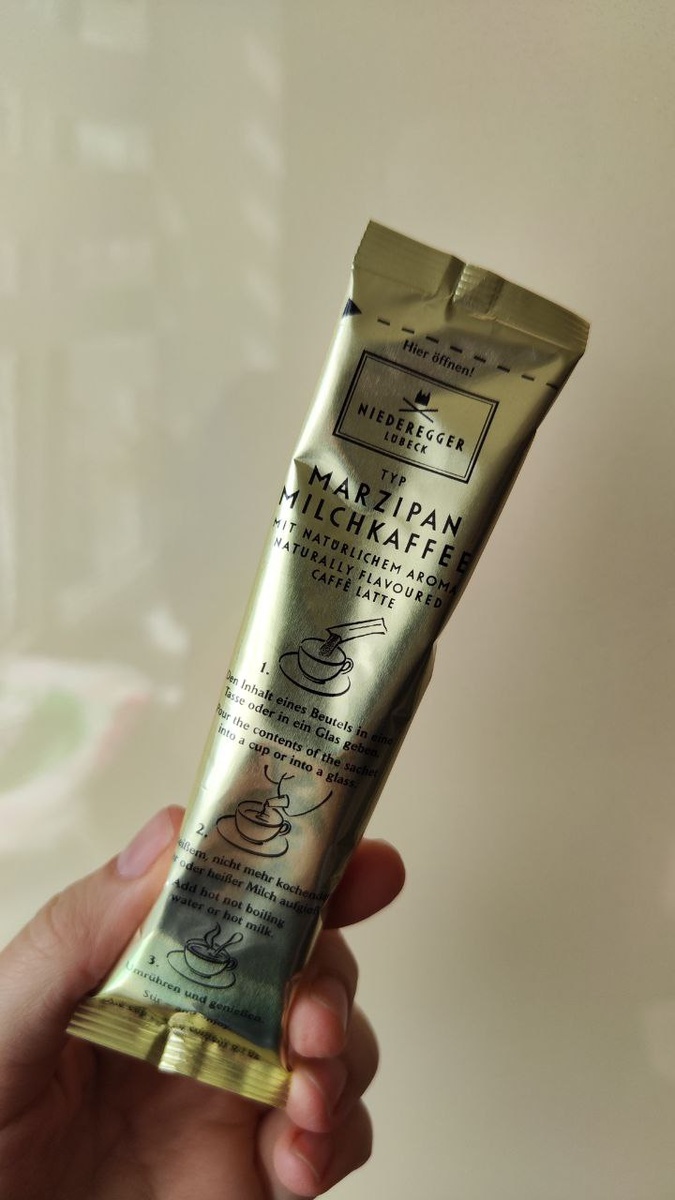 Hier öffnen!
NIEDEREGGER
LÜBECK
TYP
MARZIPAN
MILCHKAFFEE
MIT NATÜRLICHEM AROMA
NATURALLY FLAVOURED
CAFFÈ LATTE
1.
Den Inhalt eines Beutels in eine
Tasse oder in ein Glas geben.
Pour the contents of the sachet
into a cup or into a glass.
2.
nicht mehr
oder heißer Milch
Add hot not boiling
water or hot milk.
3.
Umrühren und genießen.